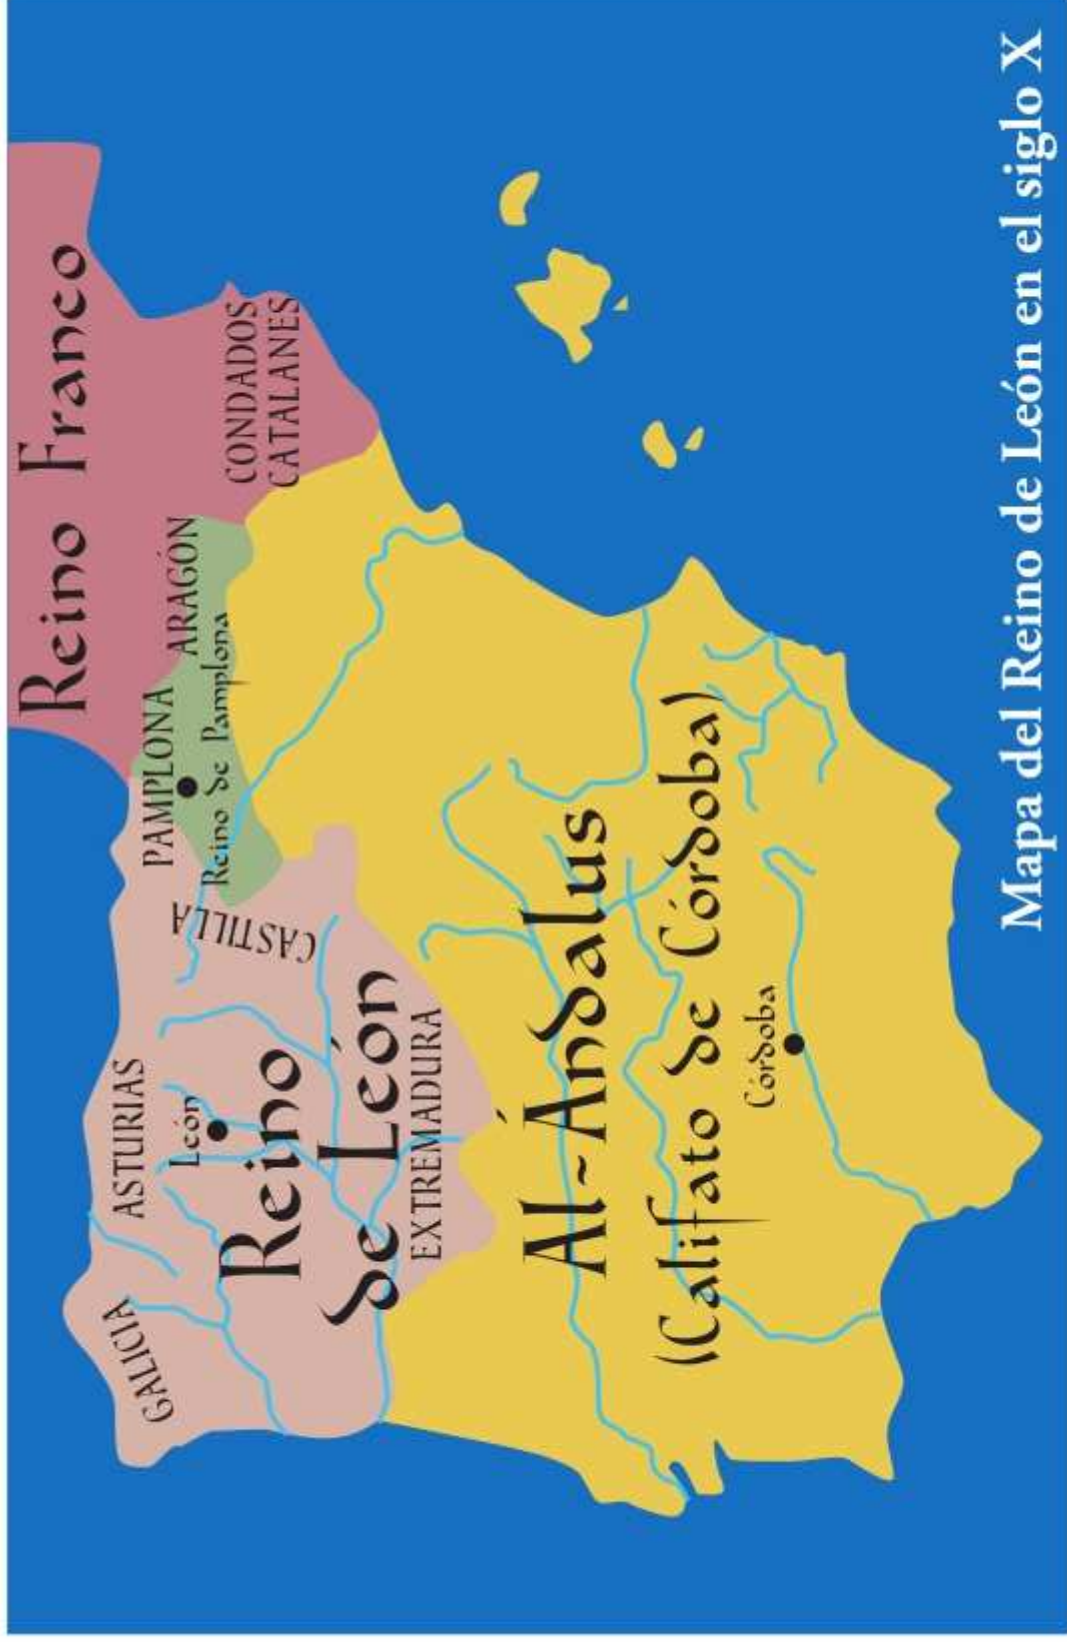 Reino Franco
CONDADOS
CATALANES
ARAGÓN
PAMPLONA
Reino de Pamplona
CASTILLA
ASTURIAS
GALICIA
León
Reino
de León
EXTREMADURA
Al-Ándalus
(Califato de Córdoba)
Córdoba
Mapa del Reino de León en el siglo X